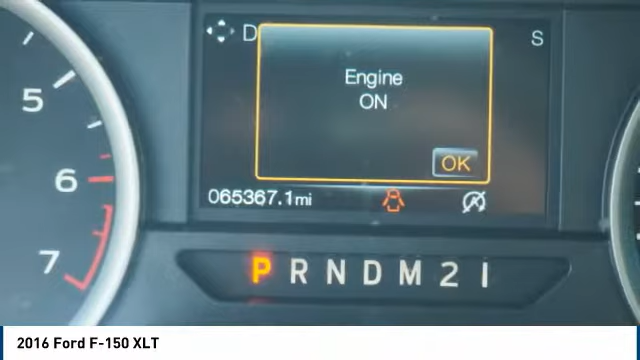 D
S
Engine
ON
OK
5
6
7
065367.1mi
P R N D M 2 1
2016 Ford F-150 XLT